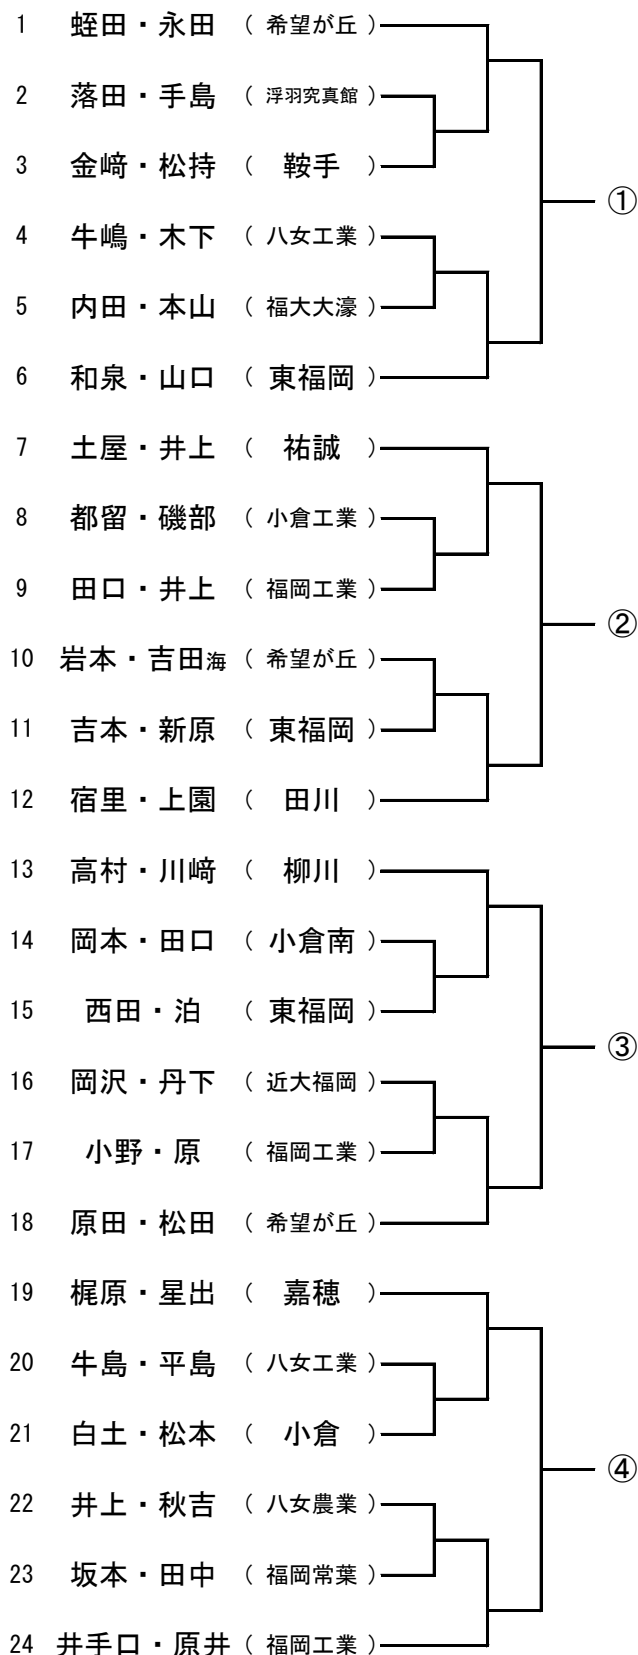 1 蛭田・永田 （ 希望が丘 ）
2 落田・手島 （ 浮羽究真館 ）
3 金﨑・松持 （ 鞍手 ）
①
4 牛嶋・木下 （ 八女工業 ）
5 内田・本山 （ 福大大濠 ）
6 和泉・山口 （ 東福岡 ）
7 土屋・井上 （ 祐誠 ）
8 都留・磯部 （ 小倉工業 ）
9 田口・井上 （ 福岡工業 ）
②
10 岩本・吉田海 （ 希望が丘 ）
11 吉本・新原 （ 東福岡 ）
12 宿里・上園 （ 田川 ）
13 高村・川﨑 （ 柳川 ）
14 岡本・田口 （ 小倉南 ）
15 西田・泊 （ 東福岡 ）
③
16 岡沢・丹下 （ 近大福岡 ）
17 小野・原 （ 福岡工業 ）
18 原田・松田 （ 希望が丘 ）
19 梶原・星出 （ 嘉穂 ）
20 牛島・平島 （ 八女工業 ）
21 白土・松本 （ 小倉 ）
④
22 井上・秋吉 （ 八女農業 ）
23 坂本・田中 （ 福岡常葉 ）
24 井手口・原井 （ 福岡工業 ）